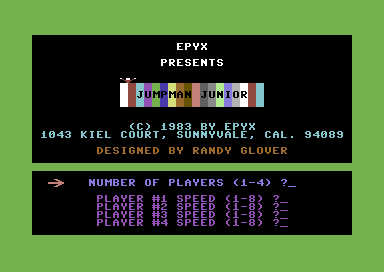 EPYX
PRESENTS
JUMPMAN JUNIOR
(C) 1983 BY EPYX
1043 KIEL COURT, SUNNYVALE, CAL. 94089
DESIGNED BY RANDY GLOVER
NUMBER OF PLAYERS (1-4) ?_
PLAYER #1 SPEED (1-8) ?_
PLAYER #2 SPEED (1-8) ?_
PLAYER #3 SPEED (1-8) ?_
PLAYER #4 SPEED (1-8) ?_